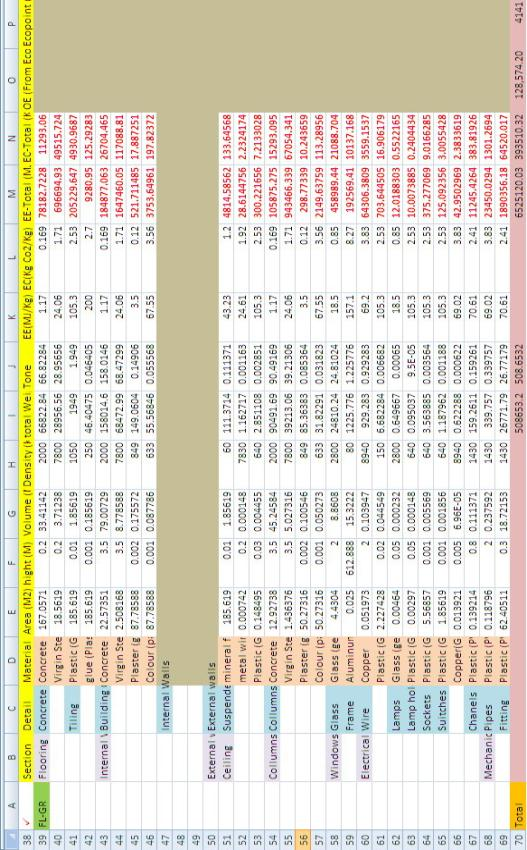 A B C D E F G H I J K L M N O P
38 Section Detail Material Area (M2) hight (M) Volume (I Density (k total Wei Tone EE(MJ/Kg) EC(Kg Co2/Kg) EE-Total (M. EC-Total (K OE (From Eco Ecopoint (
39 FL-GR Flooring Concrete Concrete 167.0571 0.2 33.41142 2000 66822.84 66.82284 1.17 0.169 78182.7228 11293.06
40 Virgin Ste 18.5619 0.2 3.71238 7800 28956.56 28.95656 24.06 1.71 696694.93 49515.724
41 Tiling Plastic (G 185.619 0.01 1.85619 1050 1949 1.949 105.3 2.53 205229.647 4930.9687
42 glue (Pla: 185.619 0.001 0.185619 250 46.40475 0.046405 200 2.7 9280.95 125.29283
43 Internal \ Building Concrete 22.57351 3.5 79.00729 2000 158014.6 158.0146 1.17 0.169 184877.063 26704.465
44 Virgin Ste 2.508168 3.5 8.778588 7800 68472.99 68.47299 24.06 1.71 1647460.05 117088.81
45 Plaster (g 87.78588 0.002 0.175572 849 149.0604 0.14906 3.5 0.12 521.711485 17.887251
46 Colour (p: 87.78588 0.001 0.087786 633 55.56846 0.055568 67.55 3.56 3753.64961 197.82372
47 Internal Walls
48
49
50 External \ External walls
51 Ceiling Suspende mineral f 185.619 0.01 1.85619 60 111.3714 0.111371 43.23 1.2 4814.58562 133.64568
52 metal wir 0.000742 0.2 0.000148 7830 1.162717 0.001163 24.61 1.92 28.6144756 2.2324174
53 Plastic (G 0.148495 0.03 0.004455 640 2.851108 0.002851 105.3 2.53 300.221656 7.2133028
54 Columns Collumns Concrete 12.92738 3.5 45.24584 2000 90491.69 90.49169 1.17 0.169 105875.275 15293.095
55 Virgin Ste 1.436376 3.5 5.027316 7800 39213.06 39.21306 24.06 1.71 943466.339 67054.341
56 Plaster (g 50.27316 0.002 0.100546 849 85.36383 0.085364 3.5 0.12 298.77339 10.243659
57 Colour (p: 50.27316 0.001 0.050273 633 31.82291 0.031823 67.55 3.56 2149.63759 113.28956
58 Windows Glass Glass (ge 4.4304 2 8.8608 2800 24810.24 24.81024 18.5 0.85 458989.44 21088.704
59 Frame Aluminun 0.025 612.888 15.3222 80 1225.776 1.225776 157.1 8.27 192569.41 10137.168
60 Electrical Wire Copper 0.051973 2 0.103947 8940 929.283 0.929283 69.2 3.83 64306.3809 3559.1537
61 Plastic (G 2.227428 0.02 0.044549 150 6.682284 0.006682 105.3 2.53 703.644505 16.906179
62 Lamps Glass (ge 0.00464 0.05 0.000232 2800 0.649667 0.00065 18.5 0.85 12.0188303 0.5522165
63 Lamp hol Plastic (G 0.00297 0.05 0.000148 640 0.095037 9.5E-05 105.3 2.53 10.0073885 0.2404434
64 Sockets Plastic (G 5.56857 0.001 0.005569 640 3.563885 0.003564 105.3 2.53 375.277069 9.0166285
65 Suitches Plastic (G 1.85619 0.001 0.001856 640 1.187962 0.001188 105.3 2.53 125.092356 3.0055428
66 Copper(G 0.013921 0.005 6.96E-05 8940 0.622288 0.000622 69.02 3.83 42.9502969 2.3833619
67 Chanels Plastic (P' 0.139214 0.8 0.111371 1430 159.2611 0.159261 70.61 2.41 11245.4264 383.81926
68 Mechanic Pipes Plastic (P' 0.118796 2 0.237592 1430 339.757 0.339757 69.02 3.83 23450.0294 1301.2694
69 Fitting Plastic (P' 62.40511 0.3 18.72153 1430 26771.79 26.77179 70.61 2.41 1890356.18 64520.017
70 Total 508653.2 508.6532 6525120.03 393510.32 128,574.20 4141